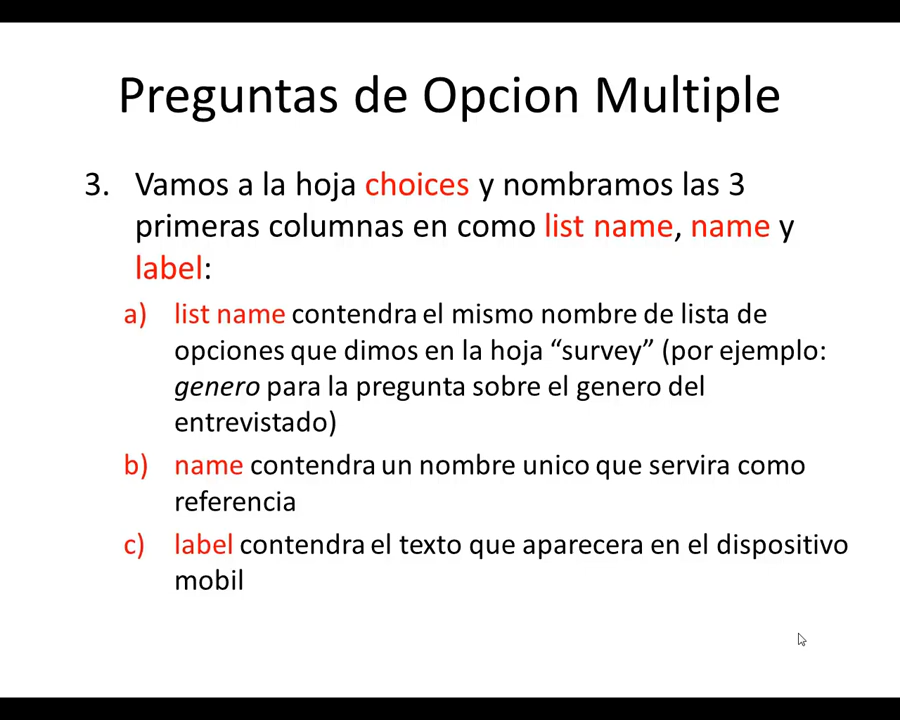 Preguntas de Opcion Multiple
3. Vamos a la hoja choices y nombramos las 3
primeras columnas en como list name, name y
label:
a) list name contendra el mismo nombre de lista de
opciones que dimos en la hoja “survey” (por ejemplo:
genero para la pregunta sobre el genero del
entrevistado)
b) name contendra un nombre unico que servira como
referencia
c) label contendra el texto que aparecera en el dispositivo
mobil